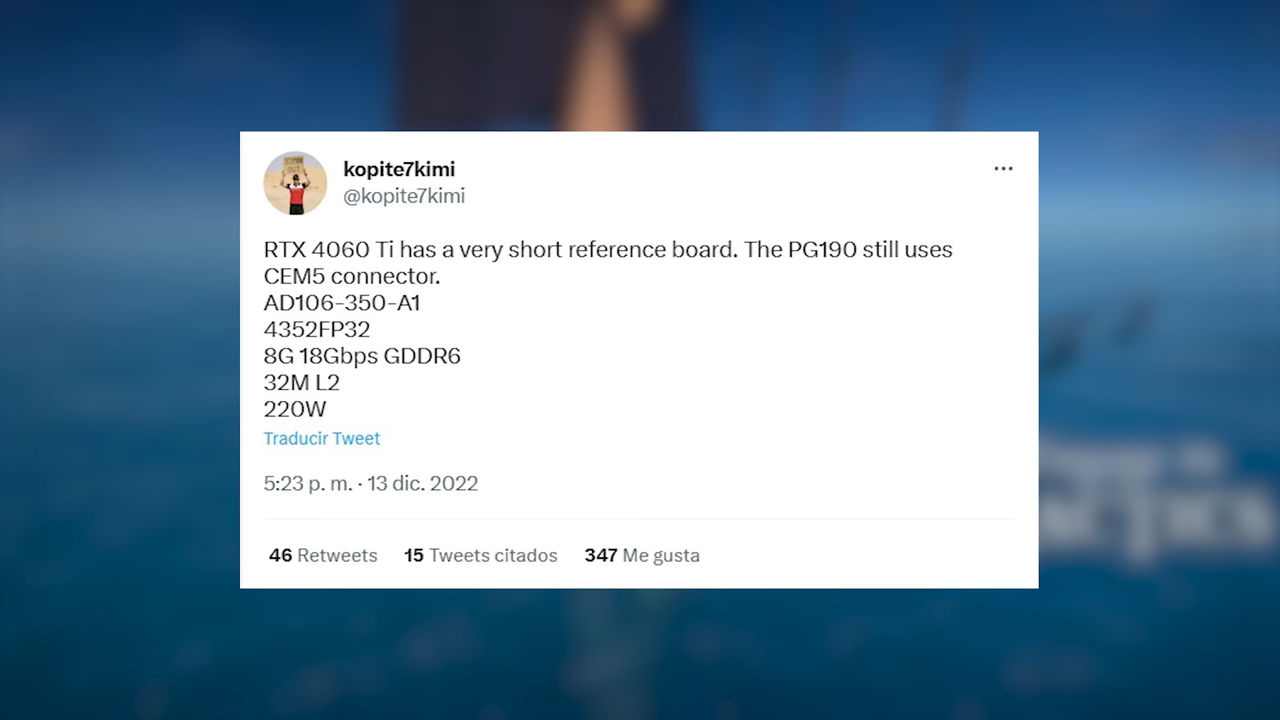 kopite7kimi
@kopite7kimi
RTX 4060 Ti has a very short reference board. The PG190 still uses
CEM5 connector.
AD106-350-A1
4352FP32
8G 18Gbps GDDR6
32M L2
220W
Traducir Tweet
5:23 p. m. · 13 dic. 2022
46 Retweets 15 Tweets citados 347 Me gusta